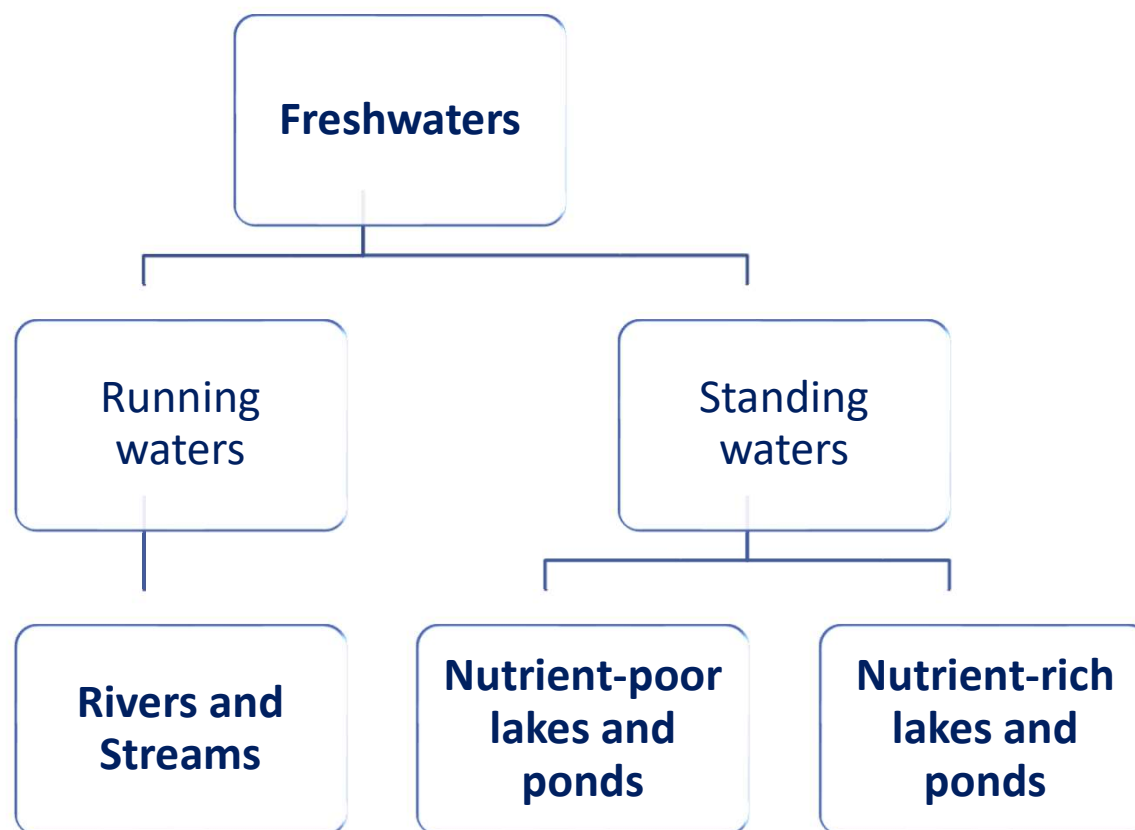 Freshwaters
Running
waters
Standing
waters
Rivers and
Streams
Nutrient-poor
lakes and
ponds
Nutrient-rich
lakes and
ponds